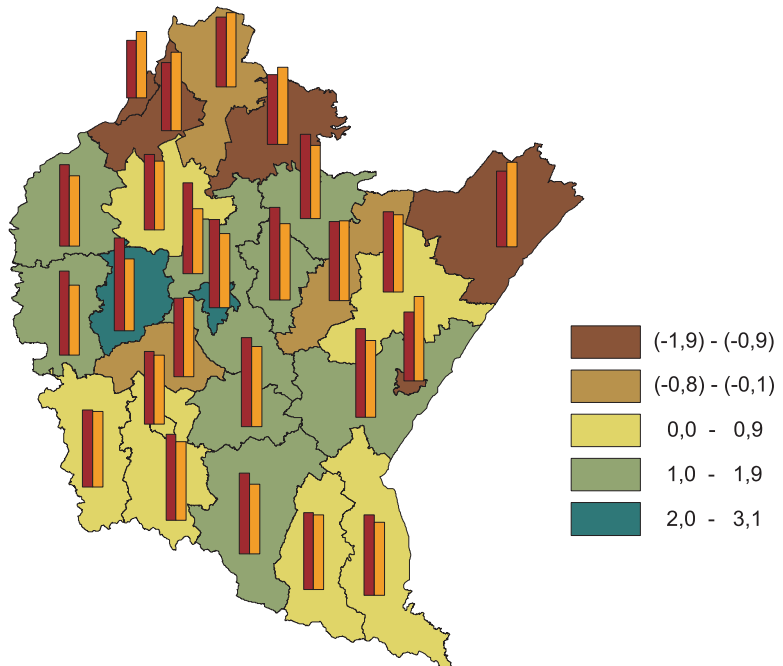 (-1,9) - (-0,9)
(-0,8) - (-0,1)
0,0 - 0,9
1,0 - 1,9
2,0 - 3,1